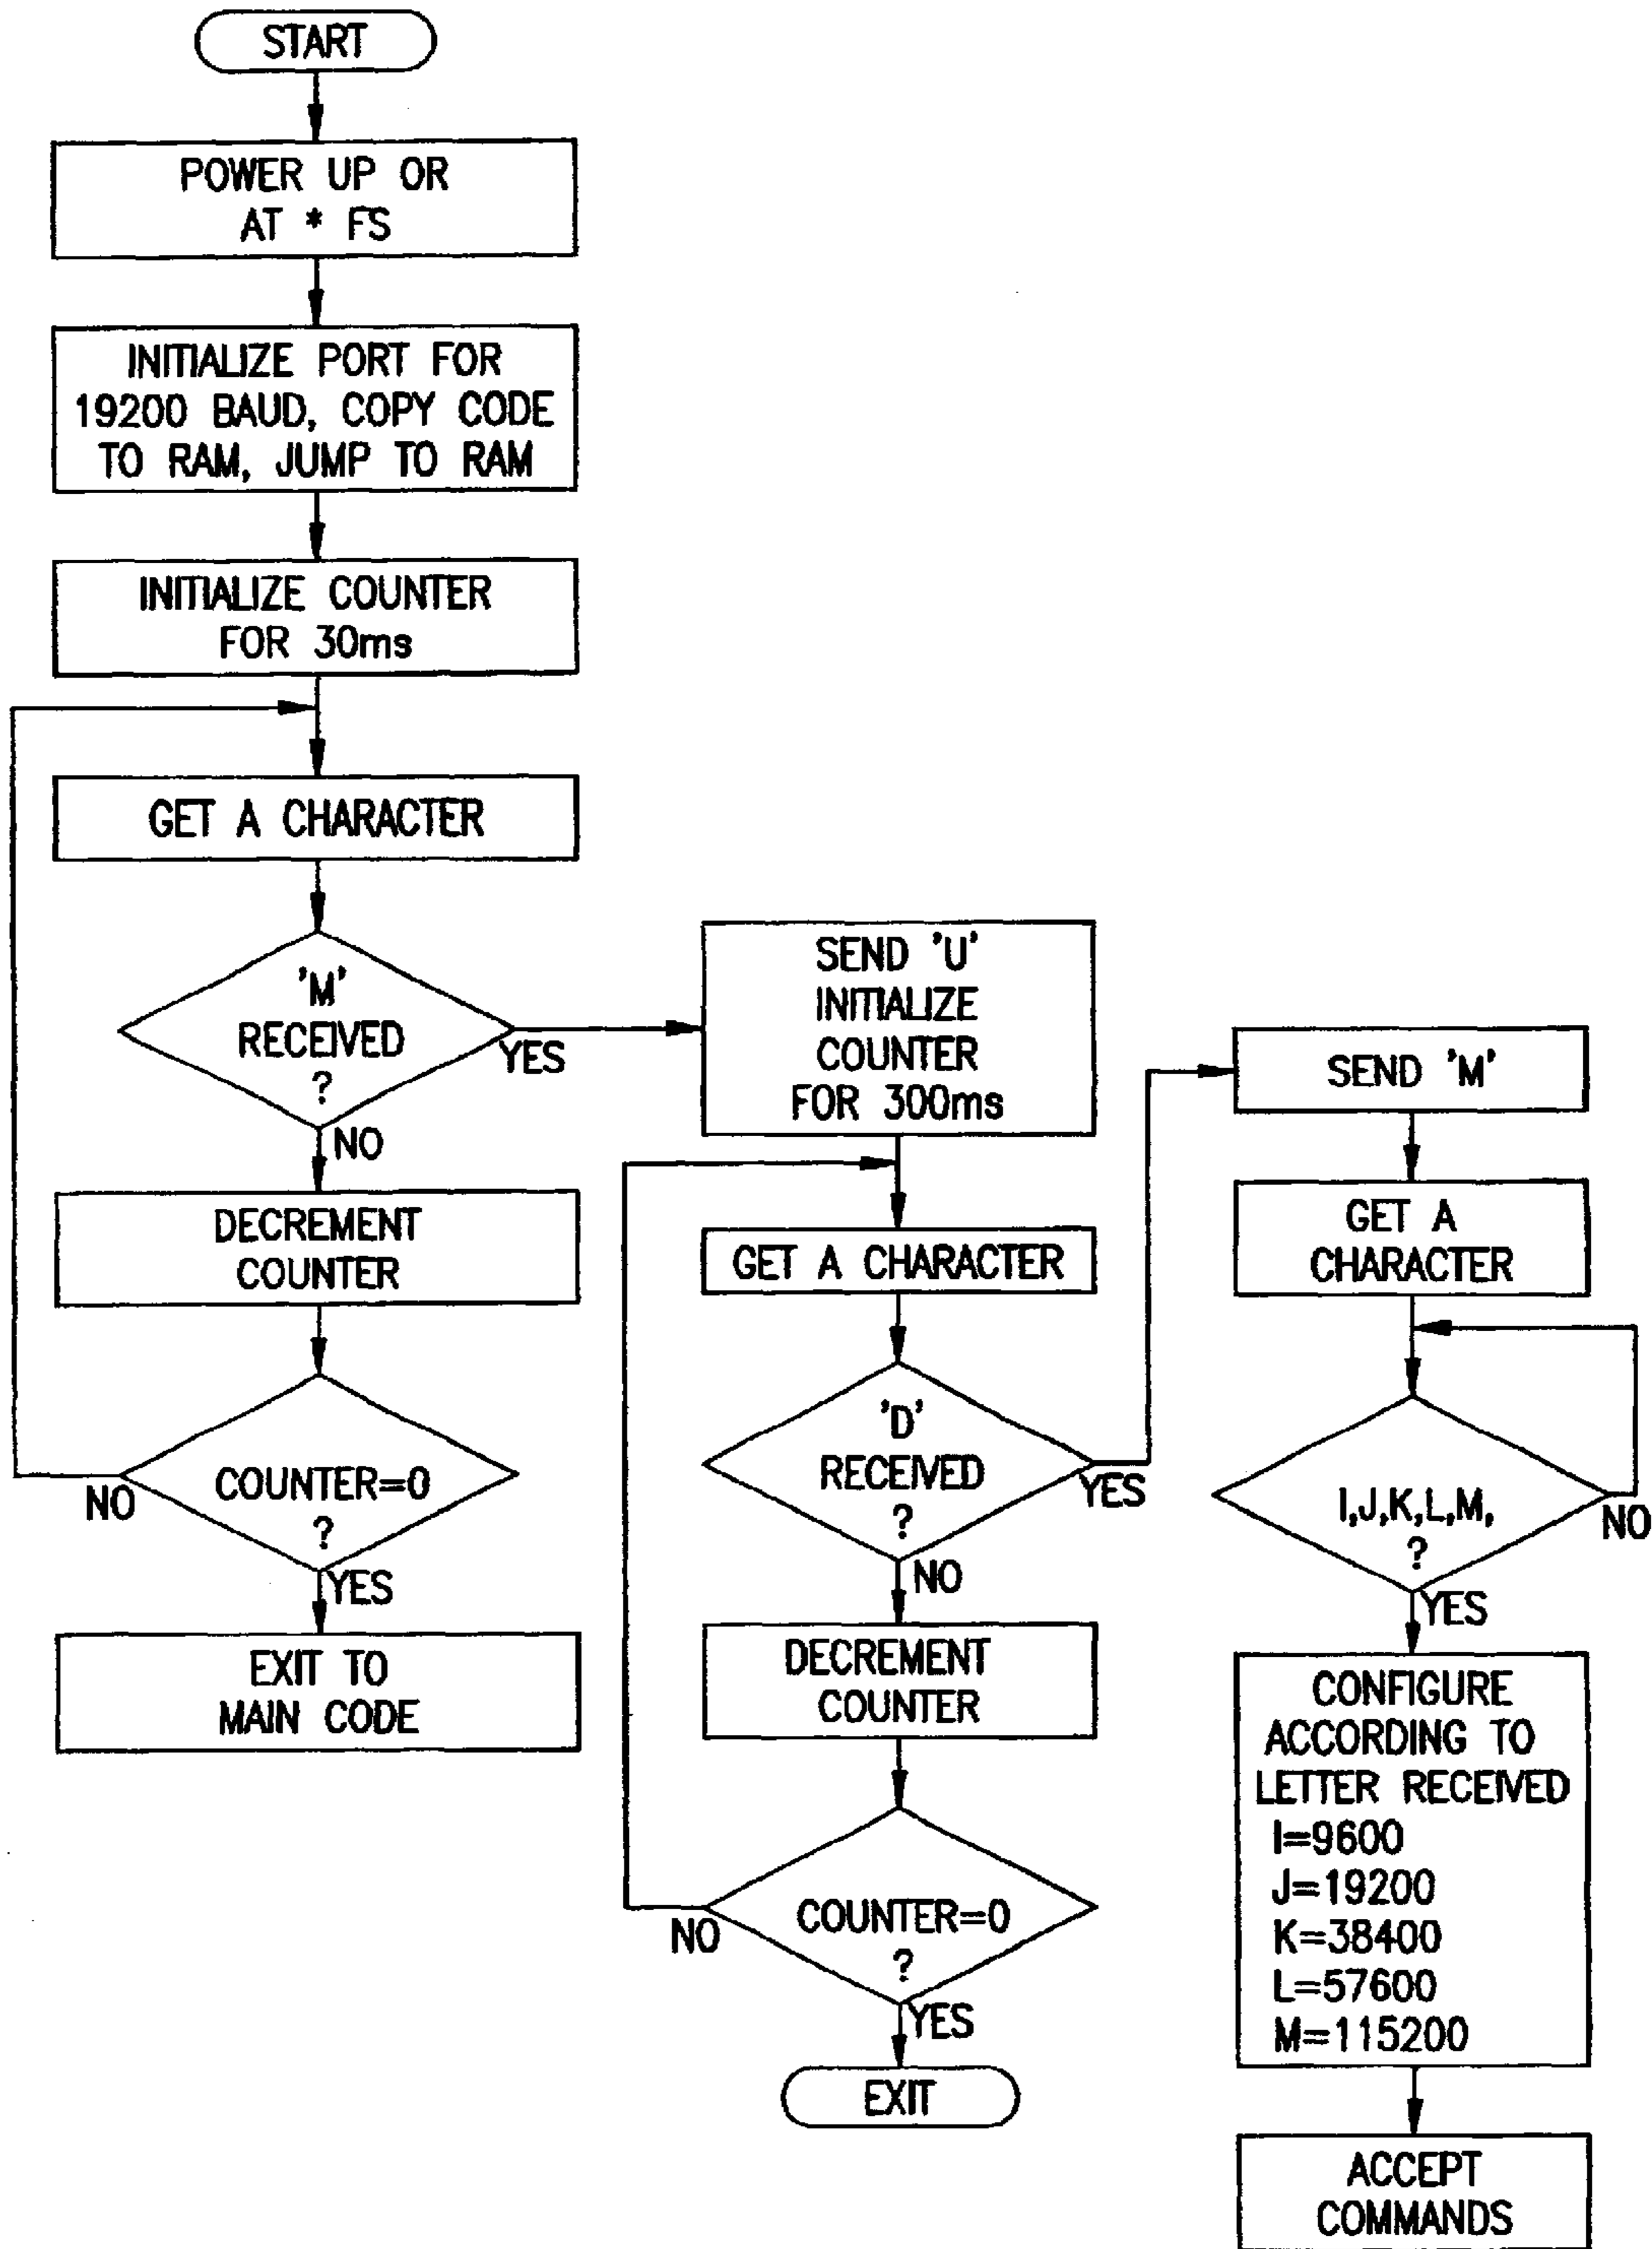 START
POWER UP OR
AT * FS
INITIALIZE PORT FOR
19200 BAUD, COPY CODE
TO RAM, JUMP TO RAM
INITIALIZE COUNTER
FOR 30ms
GET A CHARACTER
'M'
RECEIVED
?
YES
NO
DECREMENT
COUNTER
COUNTER=0
?
NO
YES
EXIT TO
MAIN CODE
SEND 'U'
INITIALIZE
COUNTER
FOR 300ms
GET A CHARACTER
'D'
RECEIVED
?
YES
NO
DECREMENT
COUNTER
COUNTER=0
?
NO
YES
EXIT
SEND 'M'
GET A
CHARACTER
I,J,K,L,M,
?
NO
YES
CONFIGURE
ACCORDING TO
LETTER RECEIVED
I=9600
J=19200
K=38400
L=57600
M=115200
ACCEPT
COMMANDS